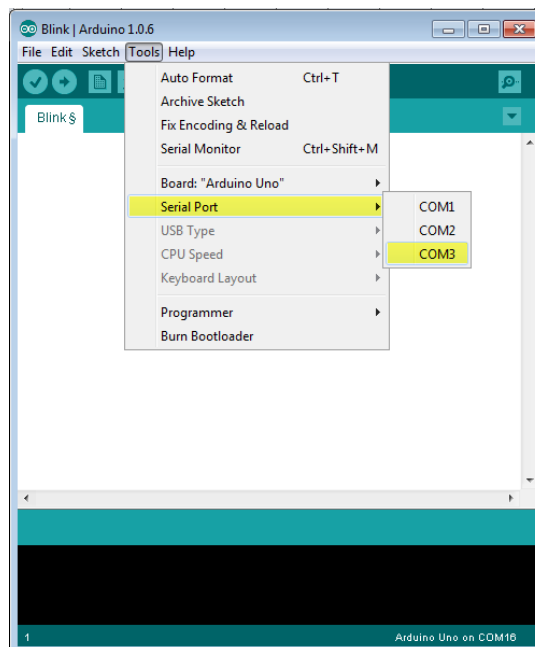 Blink | Arduino 1.0.6
File Edit Sketch Tools Help
Auto Format Ctrl+T
Archive Sketch
Fix Encoding & Reload
Serial Monitor Ctrl+Shift+M
Blink §
Board: "Arduino Uno"
Serial Port
USB Type
CPU Speed
Keyboard Layout
Programmer
Burn Bootloader
COM1
COM2
COM3
1 Arduino Uno on COM16